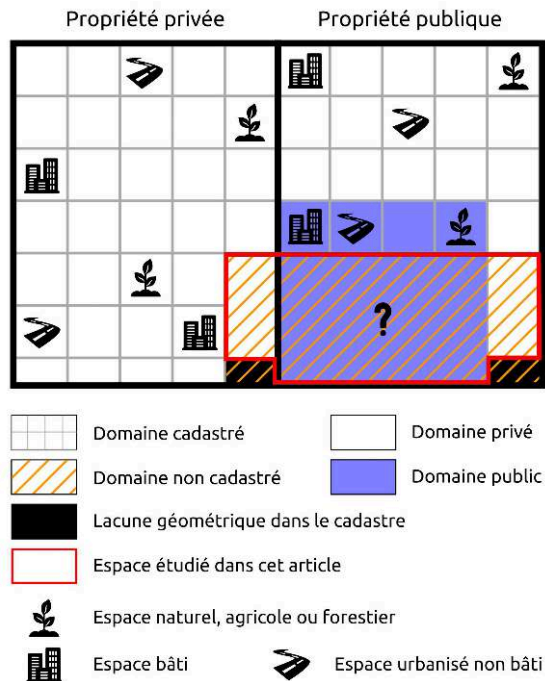 Propriété privée Propriété publique
?
Domaine cadastré Domaine privé
Domaine non cadastré Domaine public
Lacune géométrique dans le cadastre
Espace étudié dans cet article
Espace naturel, agricole ou forestier
Espace bâti Espace urbanisé non bâti